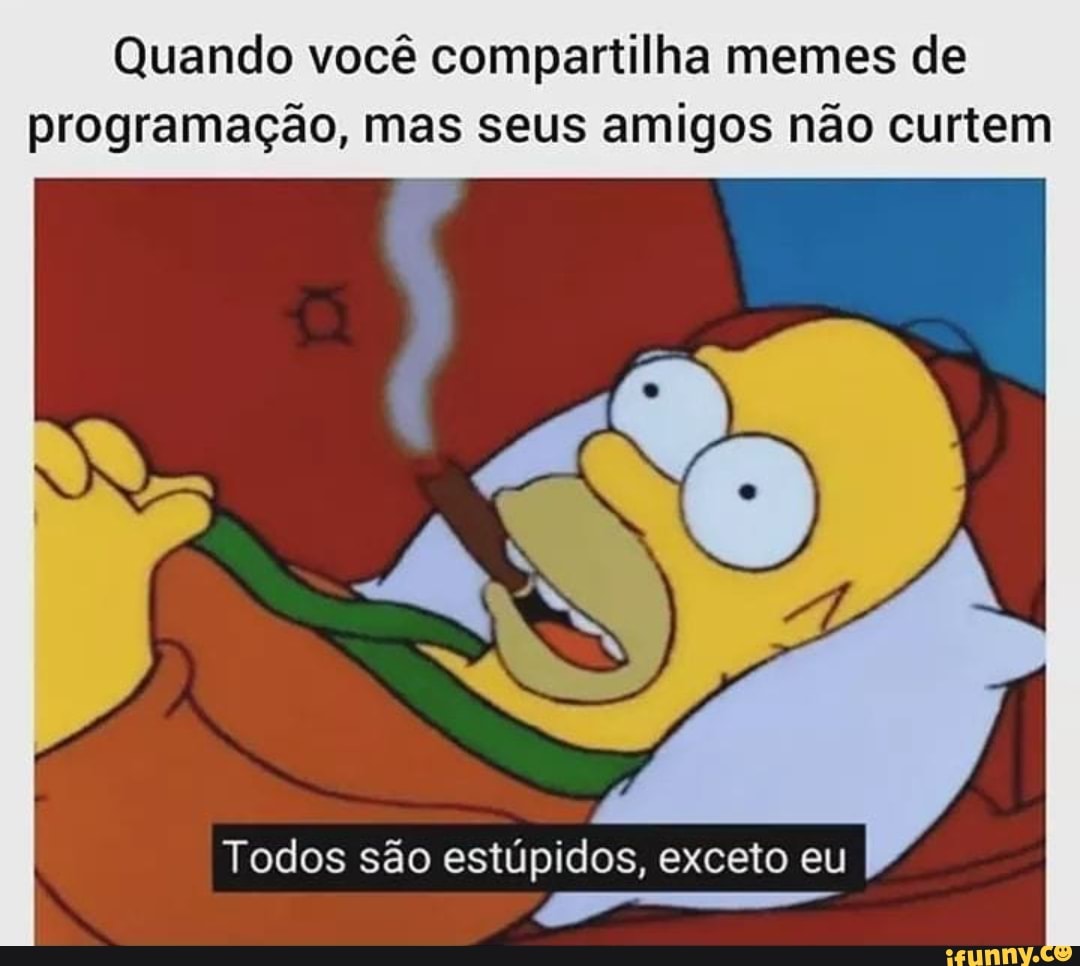 Quando você compartilha memes de
programação, mas seus amigos não curtem
Todos são estúpidos, exceto eu
ifunny.co